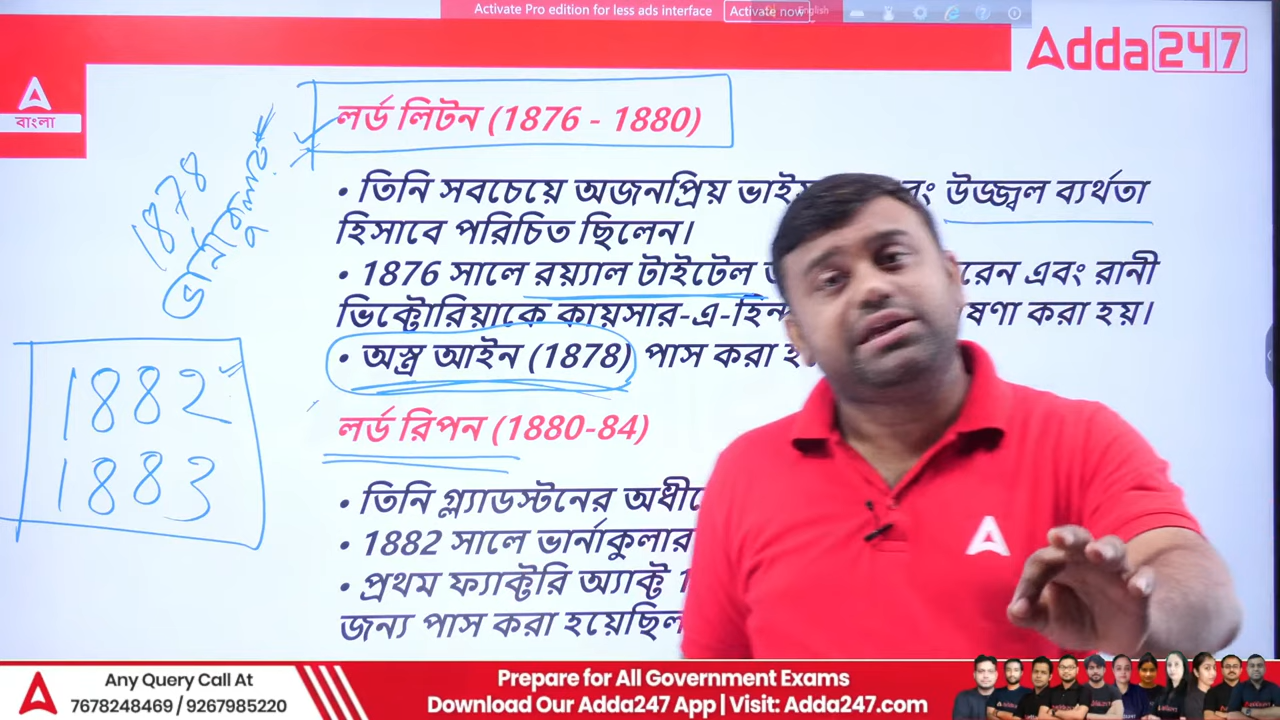 Activate Pro edition for less ads interface Activate now
English
Adda247
বাংলা
লর্ড লিটন (1876 - 1880)
1878
• তিনি সবচেয়ে অজনপ্রিয় উজ্জ্বল ব্যর্থতা
হিসাবে পরিচিত ছিলেন।
• 1876 সালে রয়্যাল টাইটেল এবং রানী
ভিক্টোরিয়াকে কায়সার-এ-হিন্দ করা হয়।
• অস্ত্র আইন (1878) পাস করা
1882
1883
লর্ড রিপন (1880-84)
• তিনি গ্ল্যাডস্টনের
• 1882 সালে ভার্নাকুলার
• প্রথম ফ্যাক্টরি অ্যাক্ট
জন্য পাস করা হয়েছিল
Any Query Call At
7678248469 / 9267985220
Prepare for All Government Exams
Download Our Adda247 App | Visit: Adda247.com